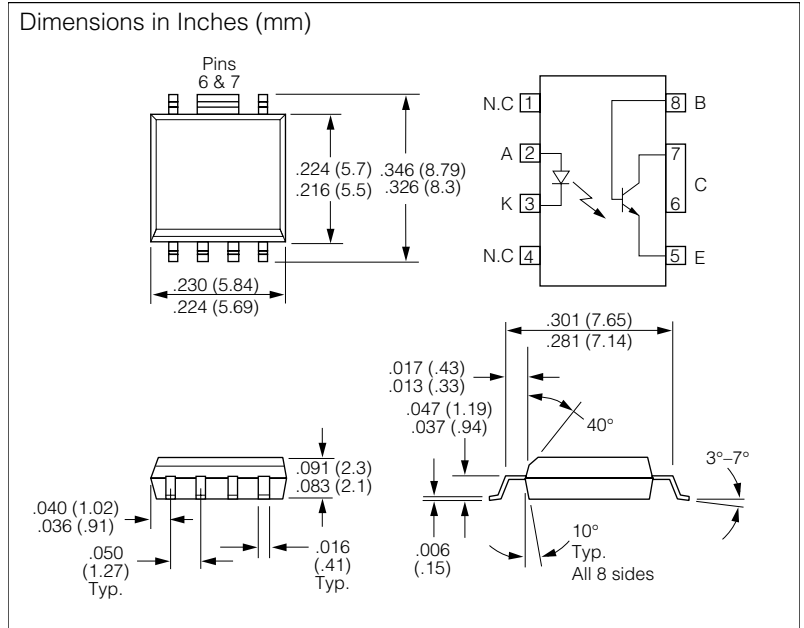 Dimensions in Inches (mm)
Pins
6 & 7
.224 (5.7)
.216 (5.5)
.346 (8.79)
.326 (8.3)
.230 (5.84)
.224 (5.69)
N.C 1
A 2
K 3
N.C 4
8 B
7
C
6
5 E
.301 (7.65)
.281 (7.14)
.017 (.43)
.013 (.33)
.047 (1.19)
.037 (.94)
40°
3°–7°
.091 (2.3)
.083 (2.1)
.040 (1.02)
.036 (.91)
.050
(1.27)
Typ.
.016
(.41)
Typ.
.006
(.15)
10°
Typ.
All 8 sides